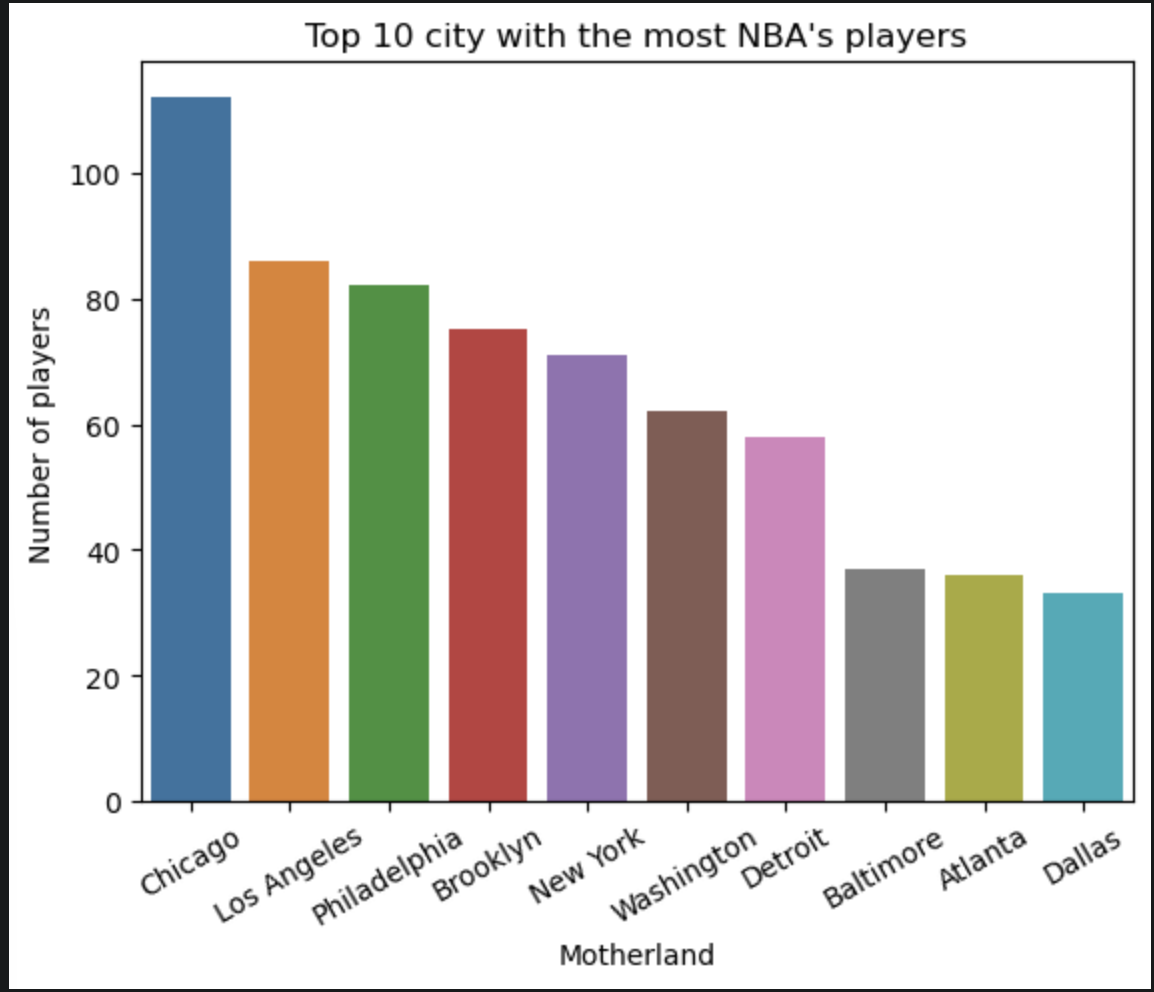 Top 10 city with the most NBA's players
Number of players
100
80
60
40
20
0
Chicago
Los Angeles
Philadelphia
Brooklyn
New York
Washington
Detroit
Baltimore
Atlanta
Dallas
Motherland